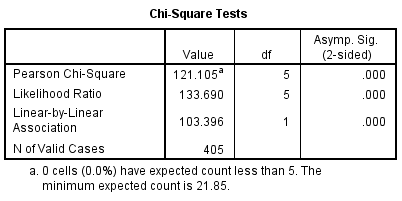 Chi-Square Tests
Value df Asymp. Sig. (2-sided)
Pearson Chi-Square 121.105a 5 .000
Likelihood Ratio 133.690 5 .000
Linear-by-Linear Association 103.396 1 .000
N of Valid Cases 405
a. 0 cells (0.0%) have expected count less than 5. The
minimum expected count is 21.85.